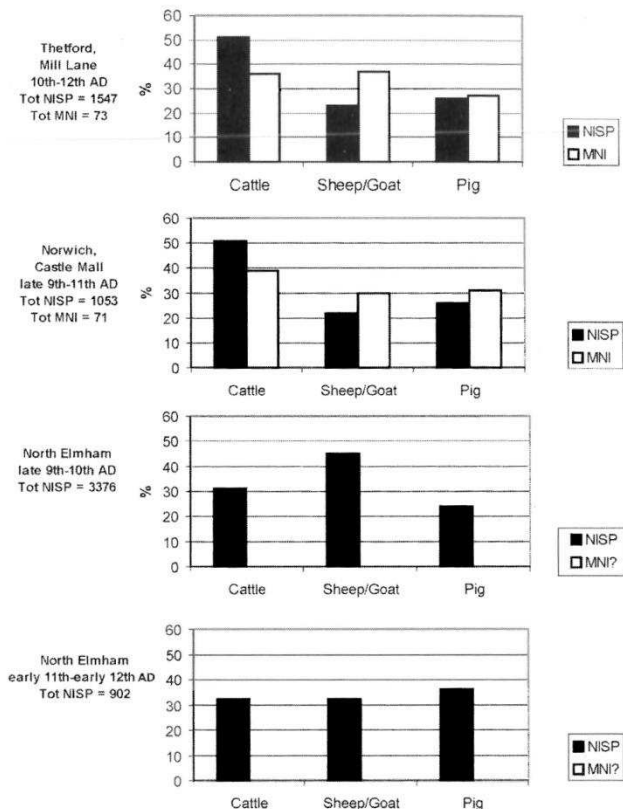 Thetford,
Mill Lane
10th-12th AD
Tot NISP = 1547
Tot MNI = 73
%
60
50
40
30
20
10
0
Cattle Sheep/Goat Pig
NISP
MNI
Norwich,
Castle Mall
late 9th-11th AD
Tot NISP = 1053
Tot MNI = 71
%
60
50
40
30
20
10
0
Cattle Sheep/Goat Pig
NISP
MNI
North Elmham
late 9th-10th AD
Tot NISP = 3376
%
60
50
40
30
20
10
0
Cattle Sheep/Goat Pig
NISP
MNI?
North Elmham
early 11th-early 12th AD
Tot NISP = 902
60
50
40
30
20
10
0
Cattle Sheep/Goat Pig
NISP
MNI?